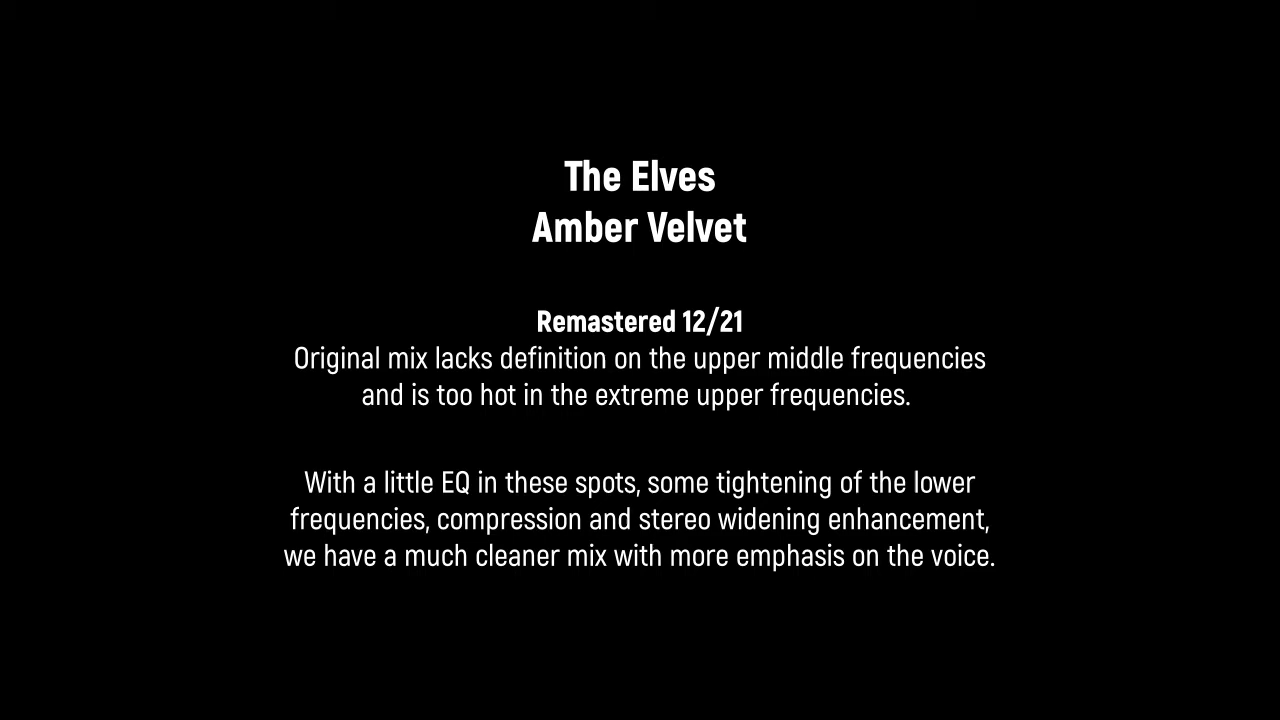 The Elves
Amber Velvet
Remastered 12/21
Original mix lacks definition on the upper middle frequencies
and is too hot in the extreme upper frequencies.
With a little EQ in these spots, some tightening of the lower
frequencies, compression and stereo widening enhancement,
we have a much cleaner mix with more emphasis on the voice.